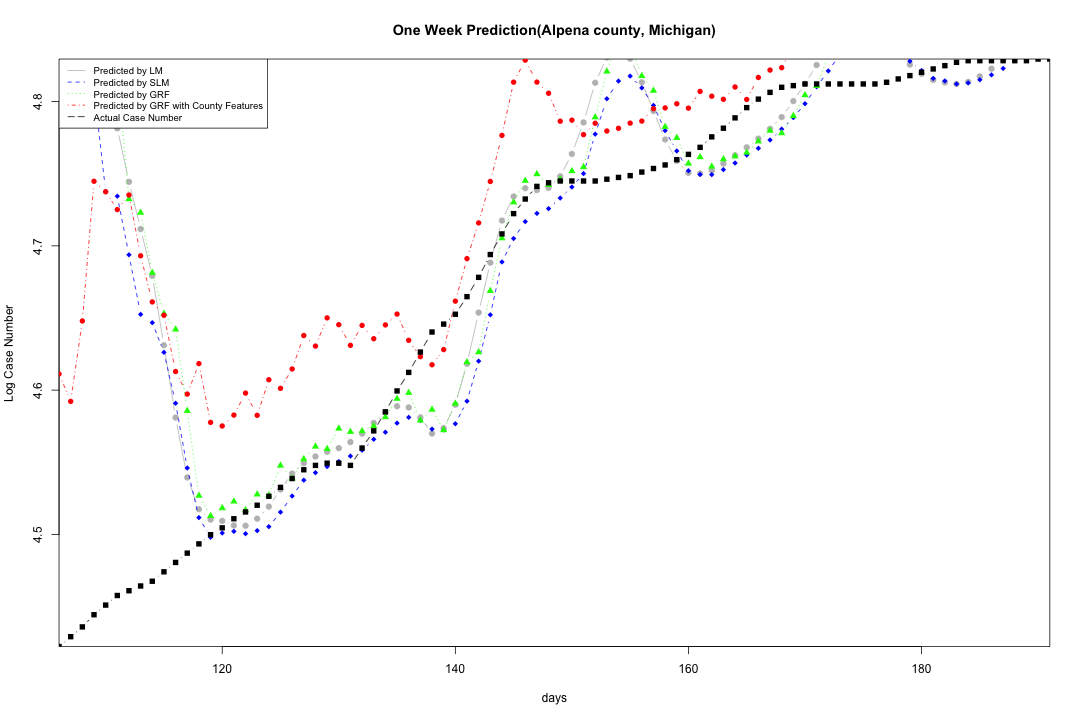 One Week Prediction(Alpena county, Michigan)
Predicted by LM
Predicted by SLM
Predicted by GRF
Predicted by GRF with County Features
Actual Case Number
4.8
4.7
4.6
4.5
Log Case Number
120 140 160 180
days